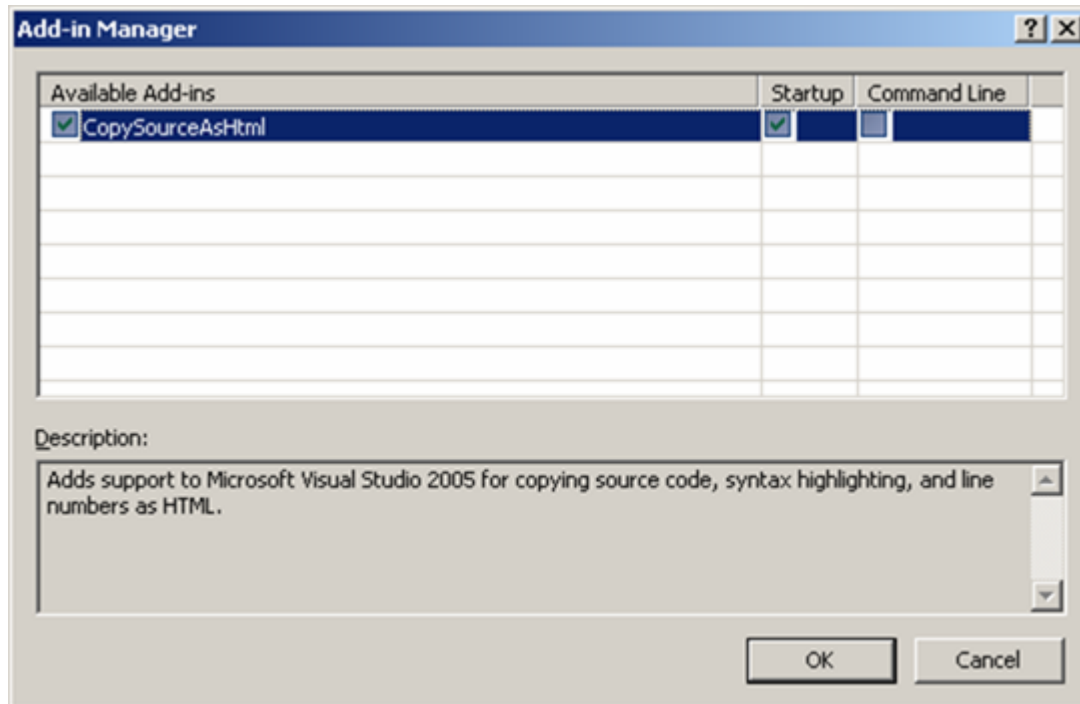 Add-in Manager
Available Add-ins Startup Command Line
CopySourceAsHtml
Description:
Adds support to Microsoft Visual Studio 2005 for copying source code, syntax highlighting, and line
numbers as HTML.
OK Cancel